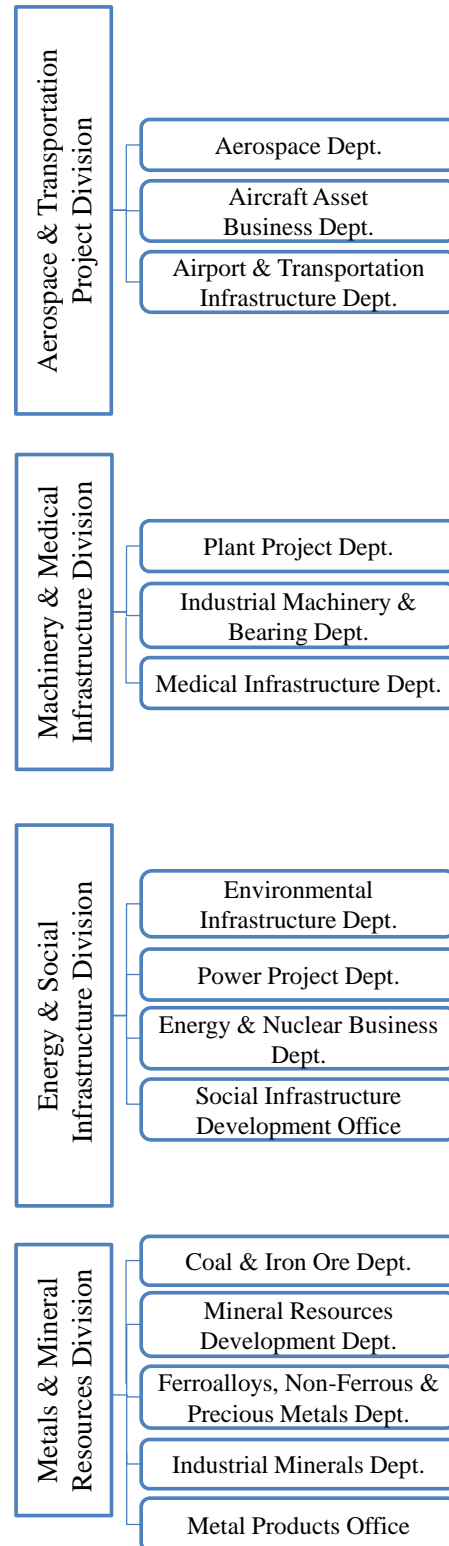 Aerospace & Transportation
Project Division
Aerospace Dept.
Aircraft Asset
Business Dept.
Airport & Transportation
Infrastructure Dept.
Machinery & Medical
Infrastructure Division
Plant Project Dept.
Industrial Machinery &
Bearing Dept.
Medical Infrastructure Dept.
Energy & Social
Infrastructure Division
Environmental
Infrastructure Dept.
Power Project Dept.
Energy & Nuclear Business
Dept.
Social Infrastructure
Development Office
Metals & Mineral
Resources Division
Coal & Iron Ore Dept.
Mineral Resources
Development Dept.
Ferroalloys, Non-Ferrous &
Precious Metals Dept.
Industrial Minerals Dept.
Metal Products Office